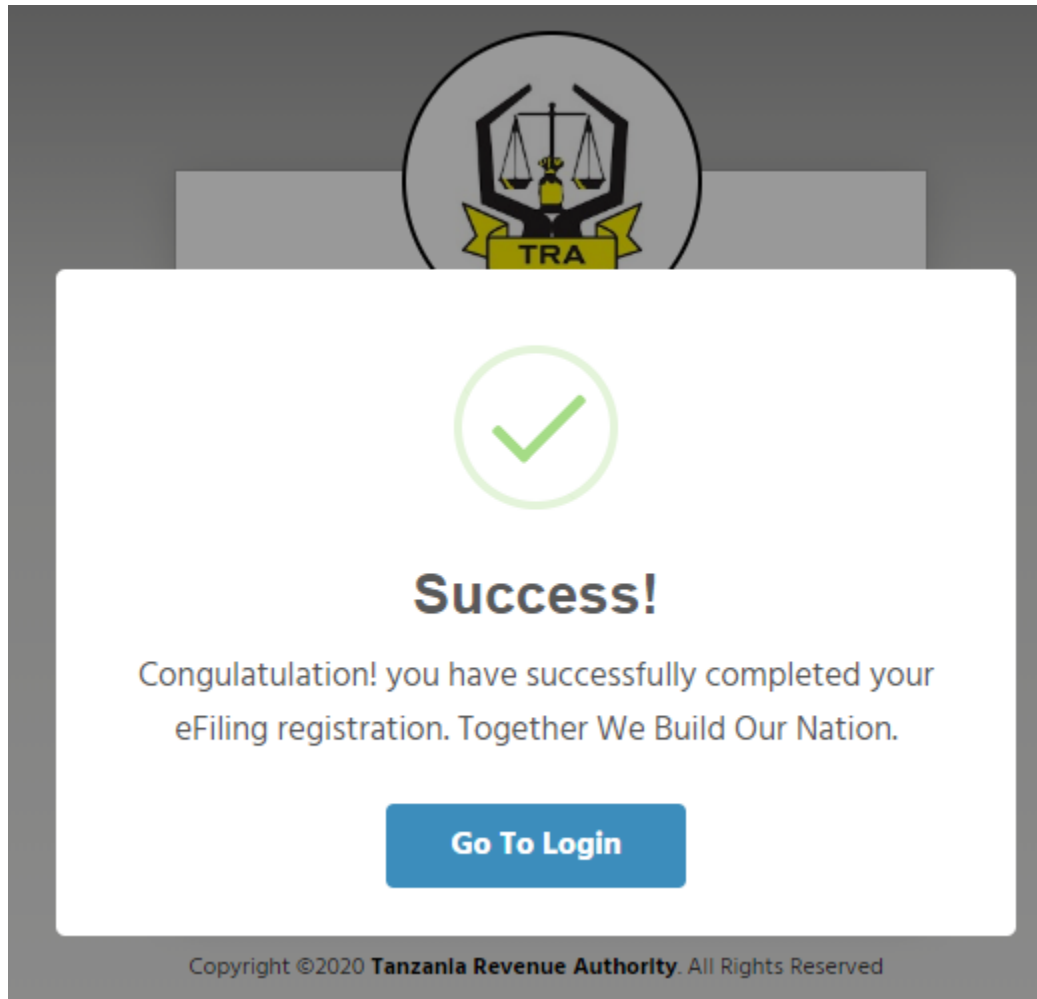 TRA
Success!
Congulatulation! you have successfully completed your
eFiling registration. Together We Build Our Nation.
Go To Login
Copyright ©2020 Tanzania Revenue Authority. All Rights Reserved